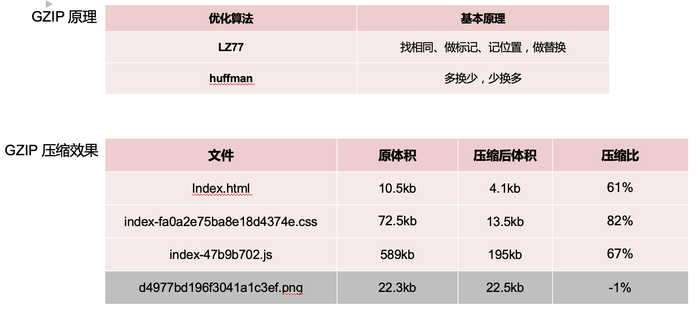 GZIP 原理
优化算法 基本原理
LZ77 找相同、做标记、记位置，做替换
huffman 多换少，少换多
GZIP 压缩效果
文件 原体积 压缩后体积 压缩比
Index.html 10.5kb 4.1kb 61%
index-fa0a2e75ba8e18d4374e.css 72.5kb 13.5kb 82%
index-47b9b702.js 589kb 195kb 67%
d4977bd196f3041a1c3ef.png 22.3kb 22.5kb -1%